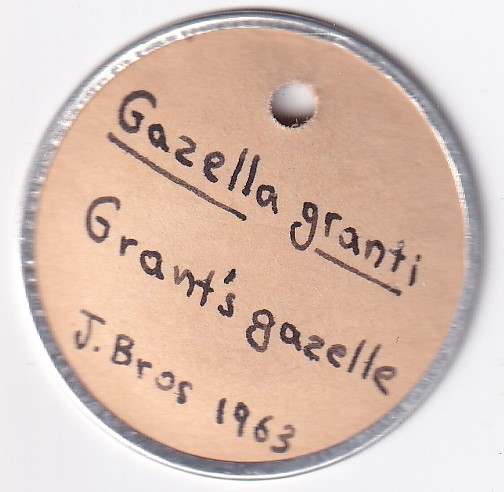 Gazella granti
Grant's gazelle
J. Bros 1963